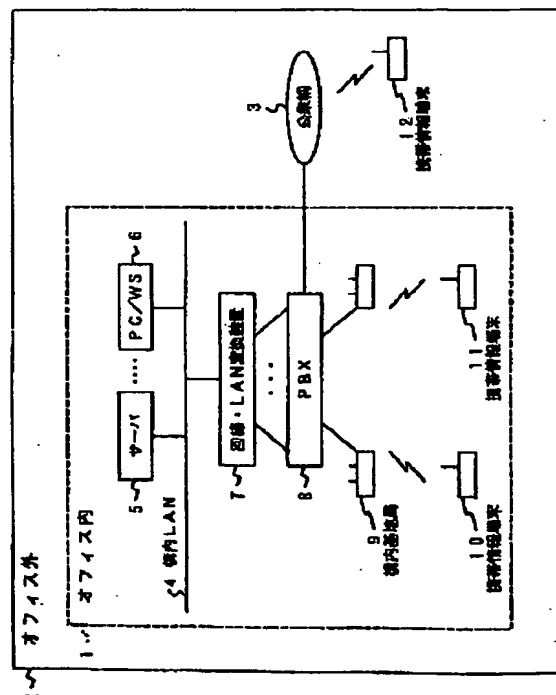 オフィス外
1 オフィス内
4 構内LAN
サーバ
5
PC/WS
6
回線・LAN変換装置
7
PBX
8
9
構内基地局
10
携帯情報端末
11
携帯情報端末
3
公衆網
12
携帯情報端末